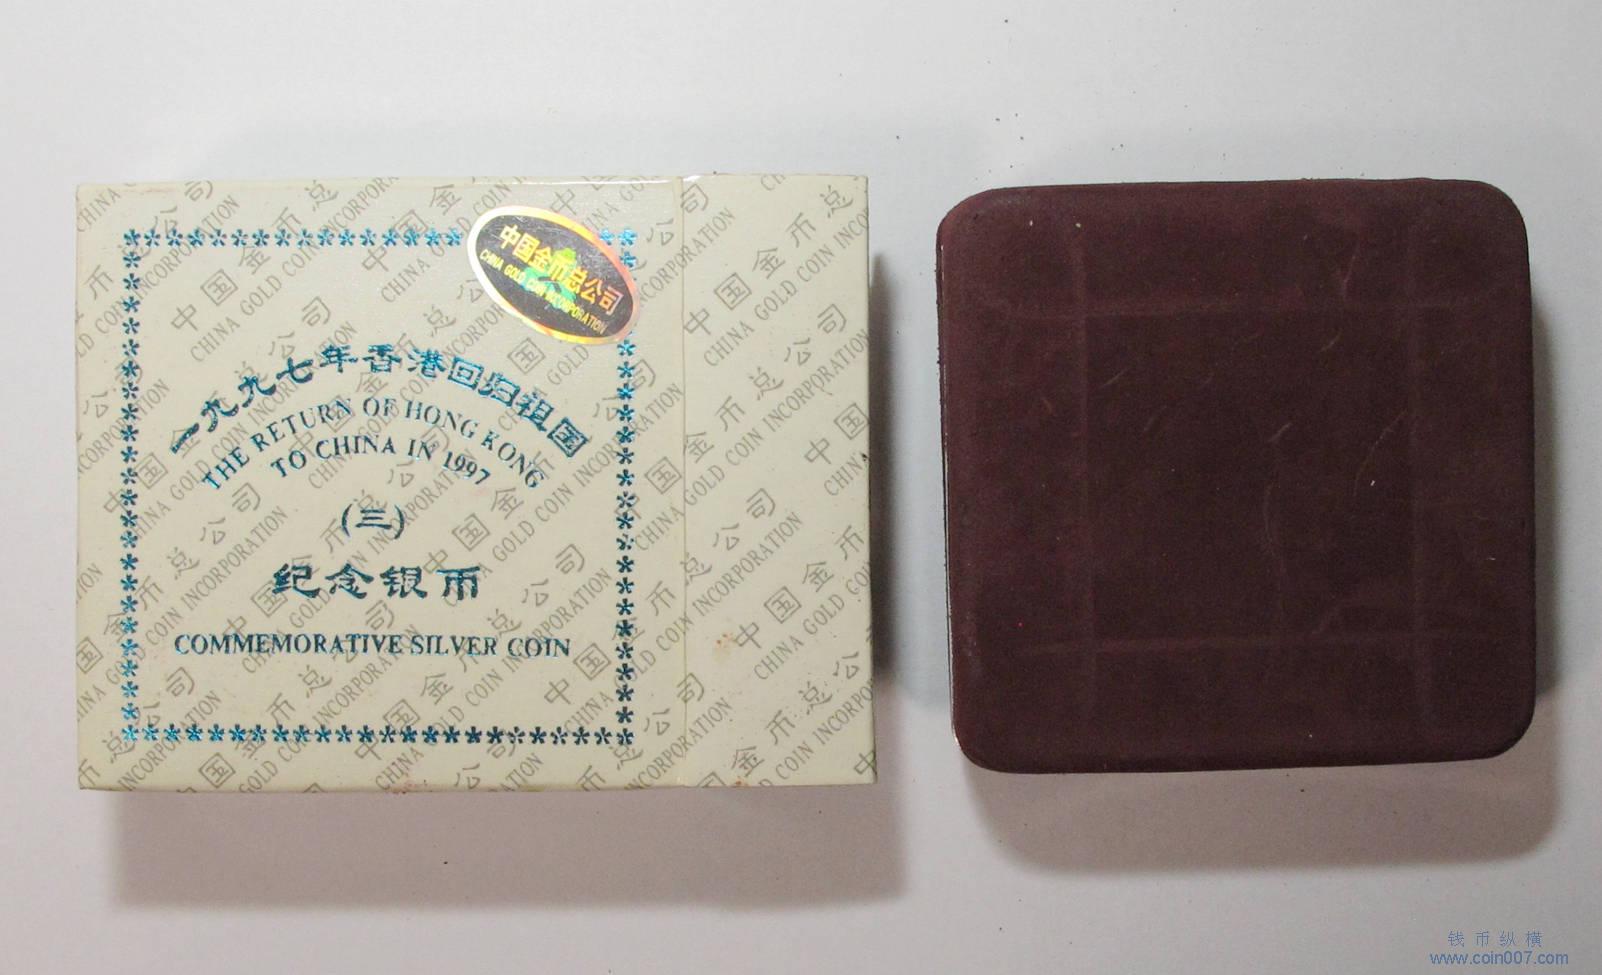 中国金币总公司
CHINA GOLD COIN INCORPORATION
一九九七年香港回归祖国
THE RETURN OF HONG KONG
TO CHINA IN 1997
(三)
纪念银币
COMMEMORATIVE SILVER COIN
中国金币总公司
CHINA GOLD COIN INCORPORATION
钱币纵横
www.coin007.com